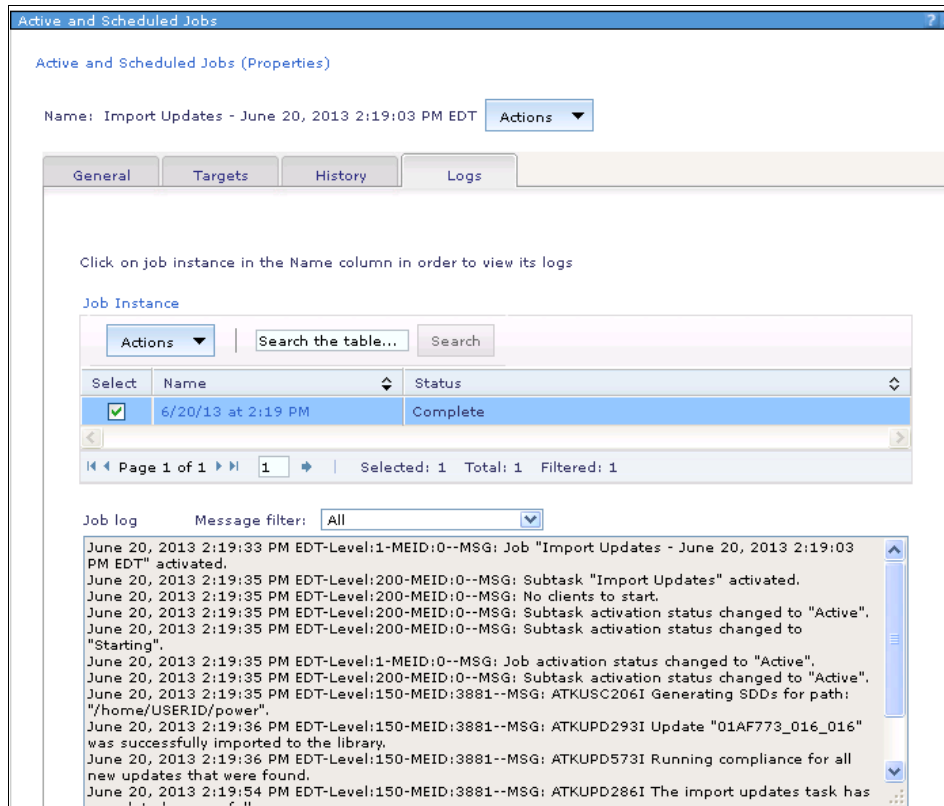 Active and Scheduled Jobs ?
Active and Scheduled Jobs (Properties)
Name: Import Updates - June 20, 2013 2:19:03 PM EDT Actions
General Targets History Logs
Click on job instance in the Name column in order to view its logs
Job Instance
Actions | Search the table... Search
Select Name Status
6/20/13 at 2:19 PM Complete
Page 1 of 1 1 | Selected: 1 Total: 1 Filtered: 1
Job log Message filter: All
June 20, 2013 2:19:33 PM EDT-Level:1-MEID:0--MSG: Job "Import Updates - June 20, 2013 2:19:03
PM EDT" activated.
June 20, 2013 2:19:35 PM EDT-Level:200-MEID:0--MSG: Subtask "Import Updates" activated.
June 20, 2013 2:19:35 PM EDT-Level:200-MEID:0--MSG: No clients to start.
June 20, 2013 2:19:35 PM EDT-Level:200-MEID:0--MSG: Subtask activation status changed to "Active".
June 20, 2013 2:19:35 PM EDT-Level:200-MEID:0--MSG: Subtask activation status changed to
"Starting".
June 20, 2013 2:19:35 PM EDT-Level:1-MEID:0--MSG: Job activation status changed to "Active".
June 20, 2013 2:19:35 PM EDT-Level:200-MEID:0--MSG: Subtask activation status changed to "Active".
June 20, 2013 2:19:35 PM EDT-Level:150-MEID:3881--MSG: ATKUSC206I Generating SDDs for path:
"/home/USERID/power".
June 20, 2013 2:19:36 PM EDT-Level:150-MEID:3881--MSG: ATKUPD293I Update "01AF773_016_016"
was successfully imported to the library.
June 20, 2013 2:19:36 PM EDT-Level:150-MEID:3881--MSG: ATKUPD573I Running compliance for all
new updates that were found.
June 20, 2013 2:19:54 PM EDT-Level:150-MEID:3881--MSG: ATKUPD286I The import updates task has